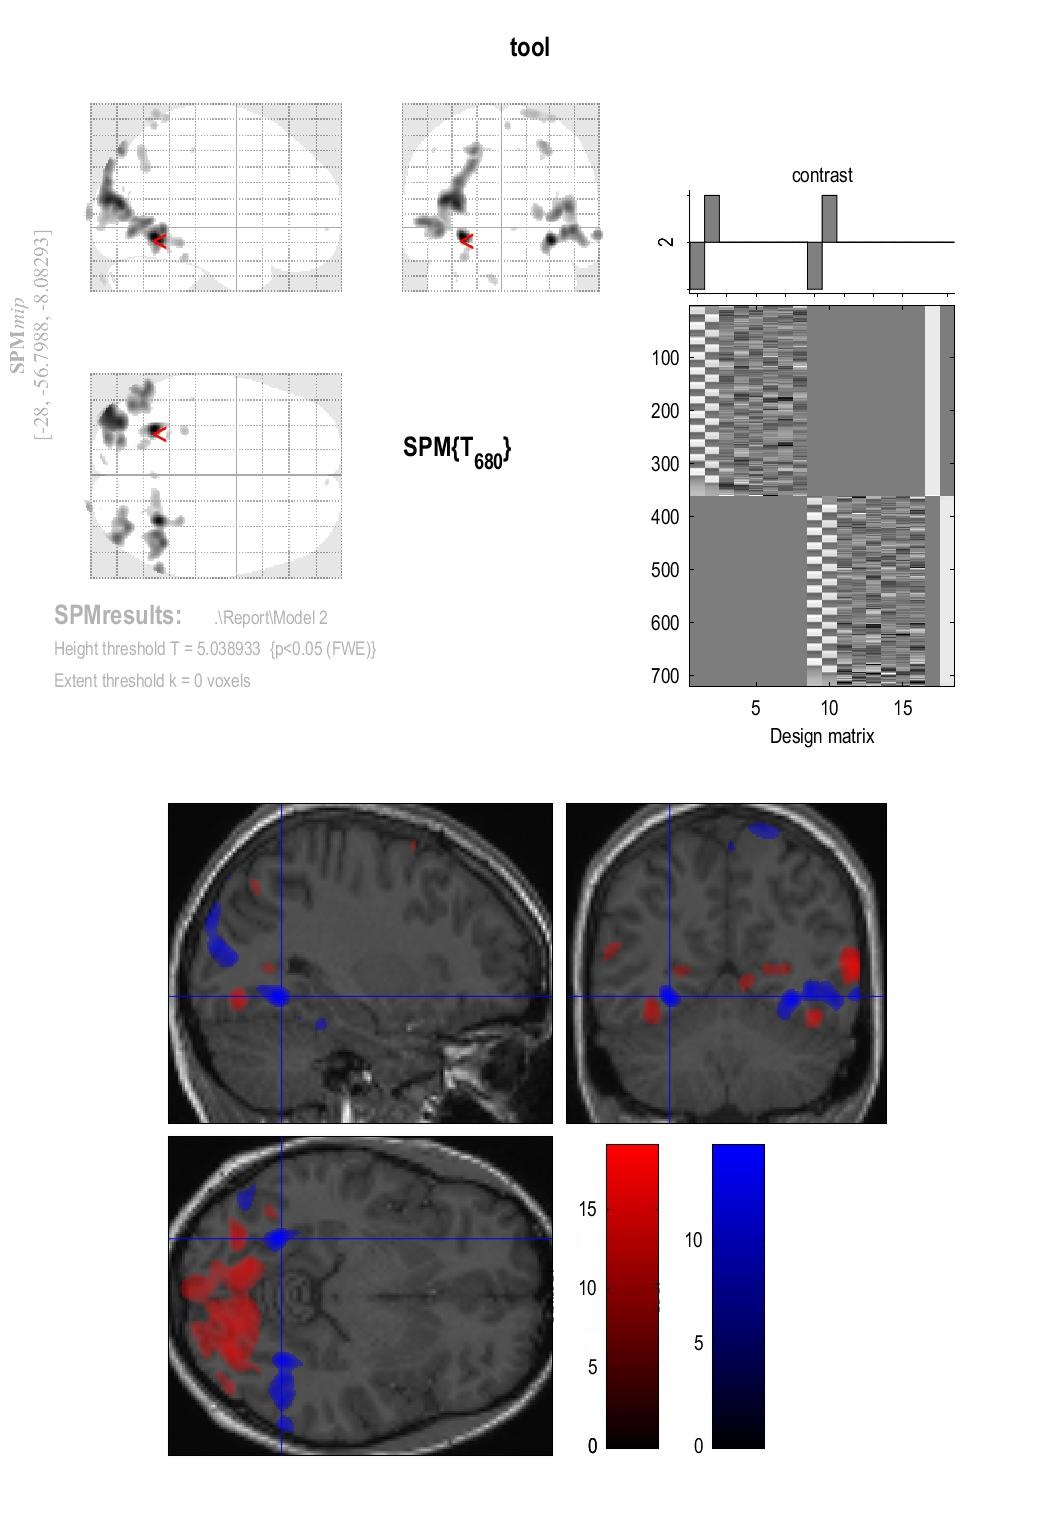 tool
SPMmip
[-28, -56.7988, -8.08293]
<
<
<
SPM{T680}
SPMresults: .\Report\Model 2
Height threshold T = 5.038933 {p<0.05 (FWE)}
Extent threshold k = 0 voxels
contrast
2
100
200
300
400
500
600
700
5 10 15
Design matrix
15
10
5
0
10
5
0